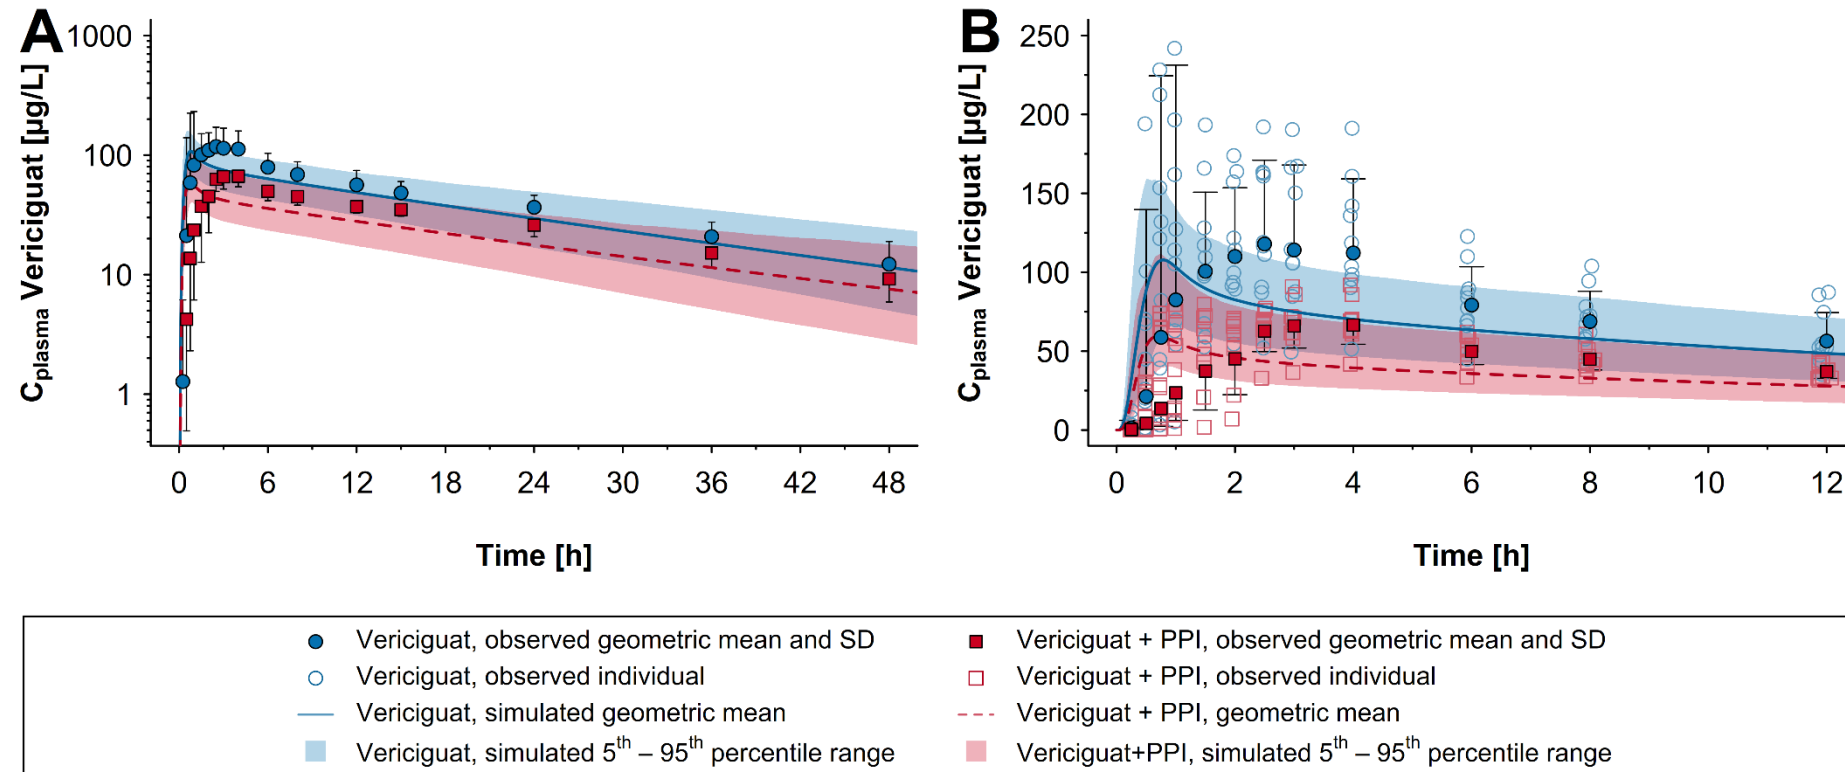 A
C plasma Vericiguat [µg/L]
1000
100
10
1
0 6 12 18 24 30 36 42 48
Time [h]
B
C plasma Vericiguat [µg/L]
250
200
150
100
50
0
0 2 4 6 8 10 12
Time [h]
Vericiguat, observed geometric mean and SD
Vericiguat, observed individual
Vericiguat, simulated geometric mean
Vericiguat, simulated 5th – 95th percentile range
Vericiguat + PPI, observed geometric mean and SD
Vericiguat + PPI, observed individual
Vericiguat + PPI, geometric mean
Vericiguat+PPI, simulated 5th – 95th percentile range